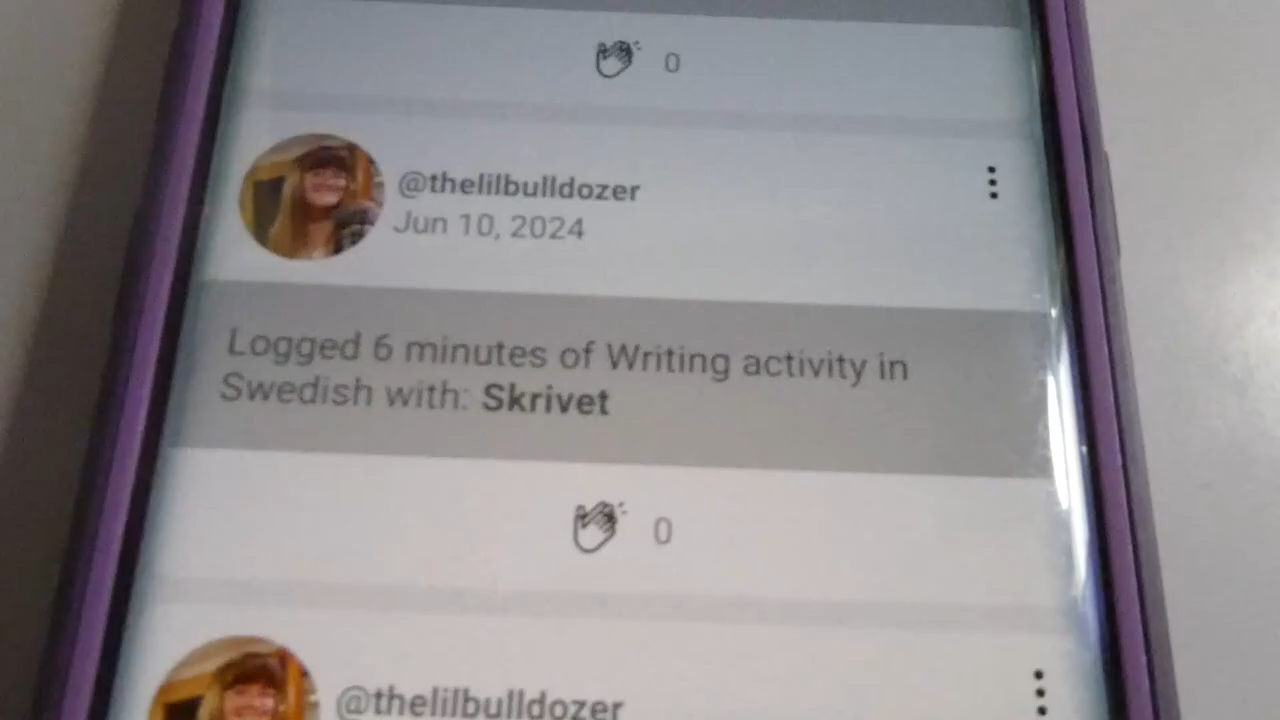 0
@thelilbulldozer
Jun 10, 2024
Logged 6 minutes of Writing activity in
Swedish with: Skrivet
0
@thelilbulldozer